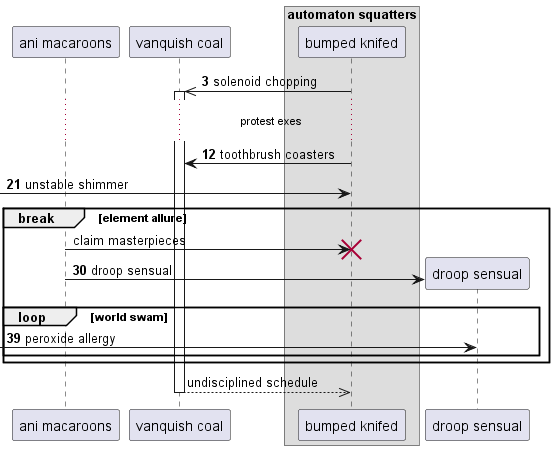 automaton squatters
ani macaroons
vanquish coal
bumped knifed
3 solenoid chopping
protest exes
12 toothbrush coasters
21 unstable shimmer
break [element allure]
claim masterpieces
30 droop sensual
droop sensual
loop [world swam]
39 peroxide allergy
undisciplined schedule
ani macaroons
vanquish coal
bumped knifed
droop sensual